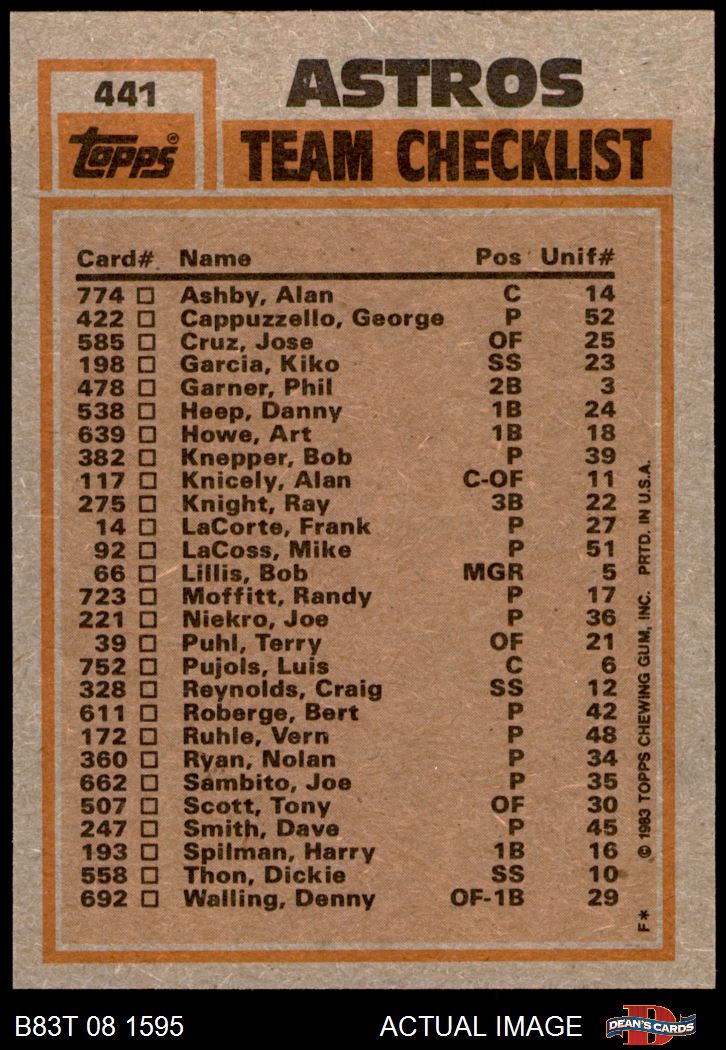 441
topps®
ASTROS
TEAM CHECKLIST
Card# Name Pos Unif#
774 Ashby, Alan C 14
422 Cappuzzello, George P 52
585 Cruz, Jose OF 25
198 Garcia, Kiko SS 23
478 Garner, Phil 2B 3
538 Heep, Danny 1B 24
639 Howe, Art 1B 18
382 Knepper, Bob P 39
117 Knicely, Alan C-OF 11
275 Knight, Ray 3B 22
14 LaCorte, Frank P 27
92 LaCoss, Mike P 51
66 Lillis, Bob MGR 5
723 Moffitt, Randy P 17
221 Niekro, Joe P 36
39 Puhl, Terry OF 21
752 Pujols, Luis C 6
328 Reynolds, Craig SS 12
611 Roberge, Bert P 42
172 Ruhle, Vern P 48
360 Ryan, Nolan P 34
662 Sambito, Joe P 35
507 Scott, Tony OF 30
247 Smith, Dave P 45
193 Spilman, Harry 1B 16
558 Thon, Dickie SS 10
692 Walling, Denny OF-1B 29
F* © 1983 TOPPS CHEWING GUM, INC. PRTD. IN U.S.A.
B83T 08 1595 ACTUAL IMAGE
D
DEAN'S CARDS